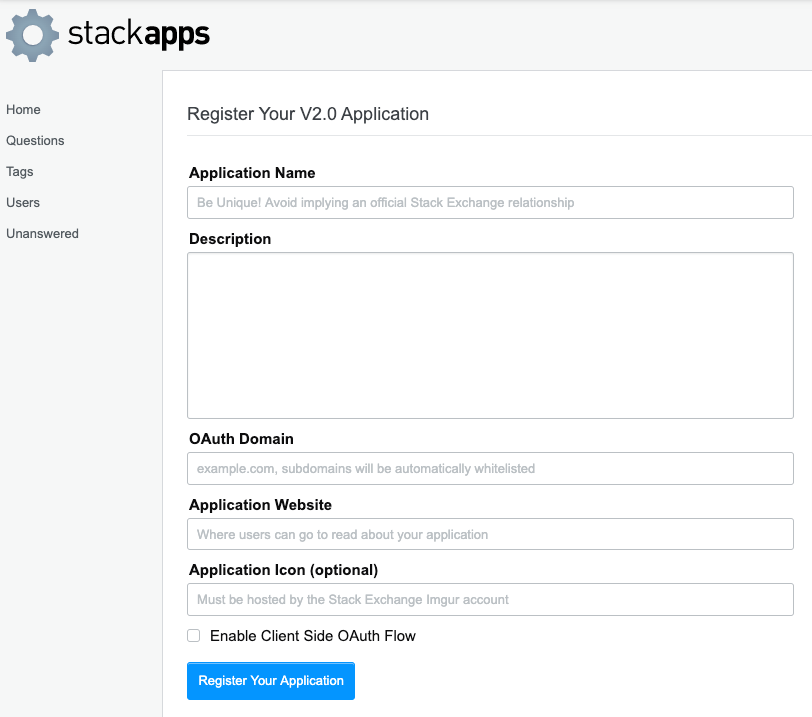 stackapps
Home
Questions
Tags
Users
Unanswered
Register Your V2.0 Application
Application Name
Be Unique! Avoid implying an official Stack Exchange relationship
Description
OAuth Domain
example.com, subdomains will be automatically whitelisted
Application Website
Where users can go to read about your application
Application Icon (optional)
Must be hosted by the Stack Exchange Imgur account
Enable Client Side OAuth Flow
Register Your Application